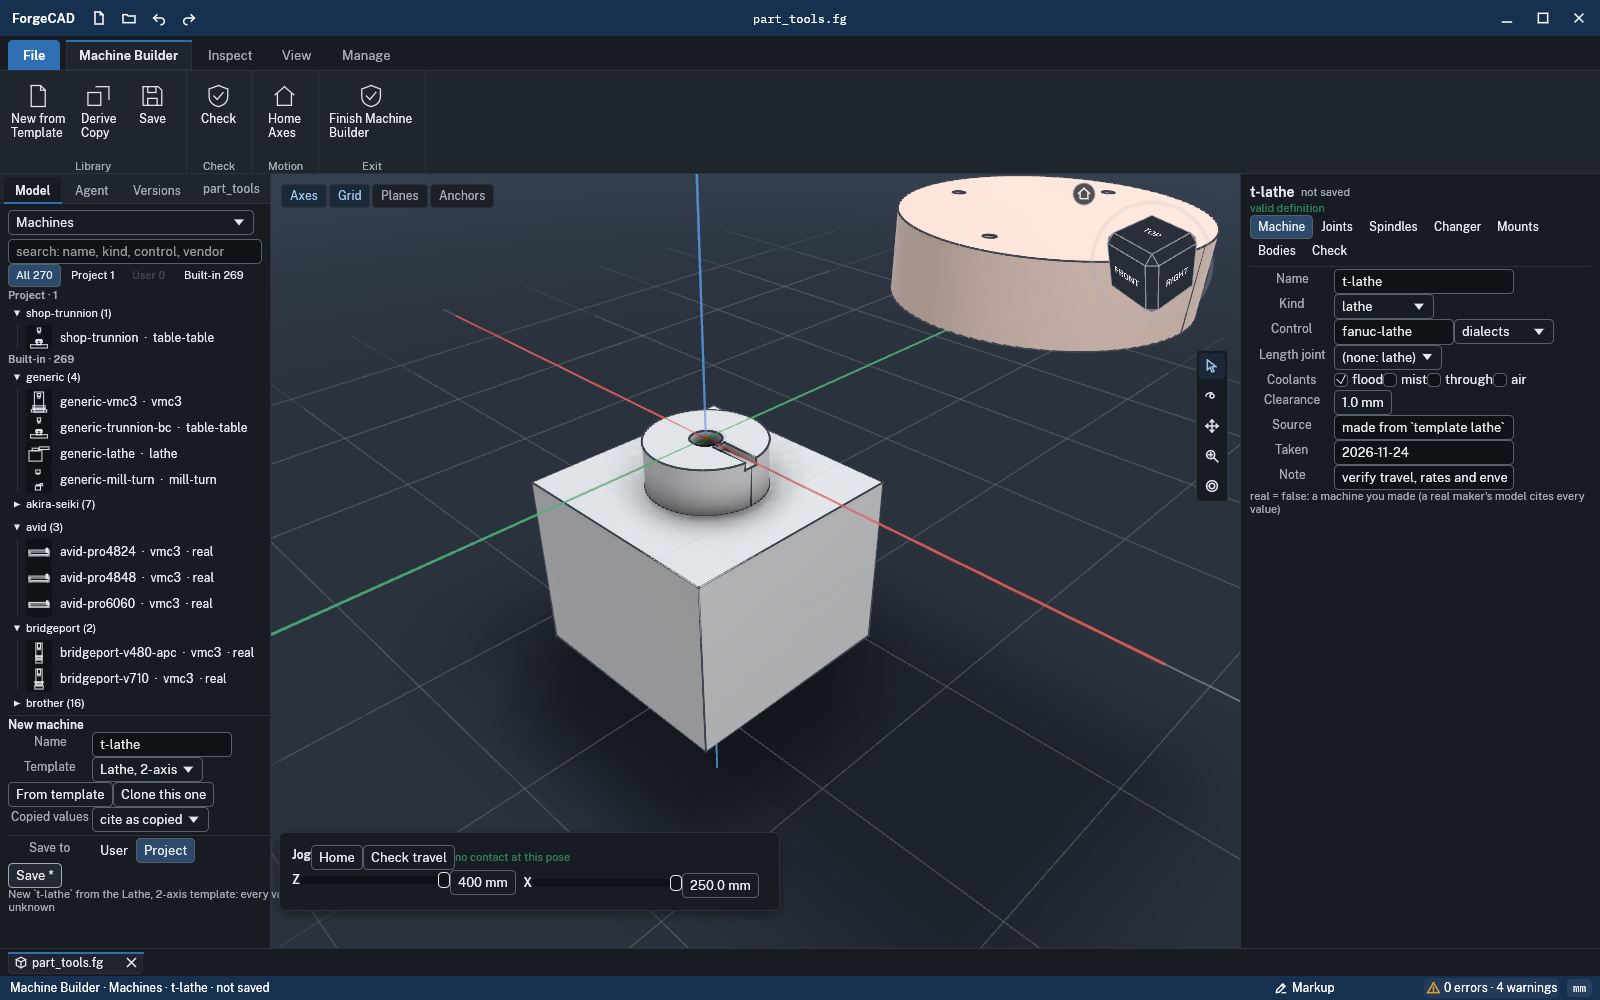 ForgeCAD
part_tools.fg
File
Machine Builder
Inspect
View
Manage
New from Template
Derive Copy
Save
Check
Home Axes
Finish Machine Builder
Library
Check
Motion
Exit
Model
Agent
Versions
part_tools
Machines
search: name, kind, control, vendor
All 270
Project 1
User 0
Built-in 269
Project · 1
shop-trunnion (1)
shop-trunnion · table-table
Built-in · 269
generic (4)
generic-vmc3 · vmc3
generic-trunnion-bc · table-table
generic-lathe · lathe
generic-mill-turn · mill-turn
akira-seiki (7)
avid (3)
avid-pro4824 · vmc3 · real
avid-pro4848 · vmc3 · real
avid-pro6060 · vmc3 · real
bridgeport (2)
bridgeport-v480-apc · vmc3 · real
bridgeport-v710 · vmc3 · real
brother (16)
New machine
Name t-lathe
Template Lathe, 2-axis
From template Clone this one
Copied values cite as copied
Save to User Project
Save *
New `t-lathe` from the Lathe, 2-axis template: every va
unknown
Axes Grid Planes Anchors
TOP
FRONT
RIGHT
Jog Home Check travel no contact at this pose
Z 400 mm X 250.0 mm
t-lathe not saved
valid definition
Machine Joints Spindles Changer Mounts
Bodies Check
Name t-lathe
Kind lathe
Control fanuc-lathe dialects
Length joint (none: lathe)
Coolants flood mist through air
Clearance 1.0 mm
Source made from `template lathe`
Taken 2026-11-24
Note verify travel, rates and enve
real = false: a machine you made (a real maker's model cites every
value)
part_tools.fg
Machine Builder · Machines · t-lathe · not saved
Markup
0 errors · 4 warnings
mm